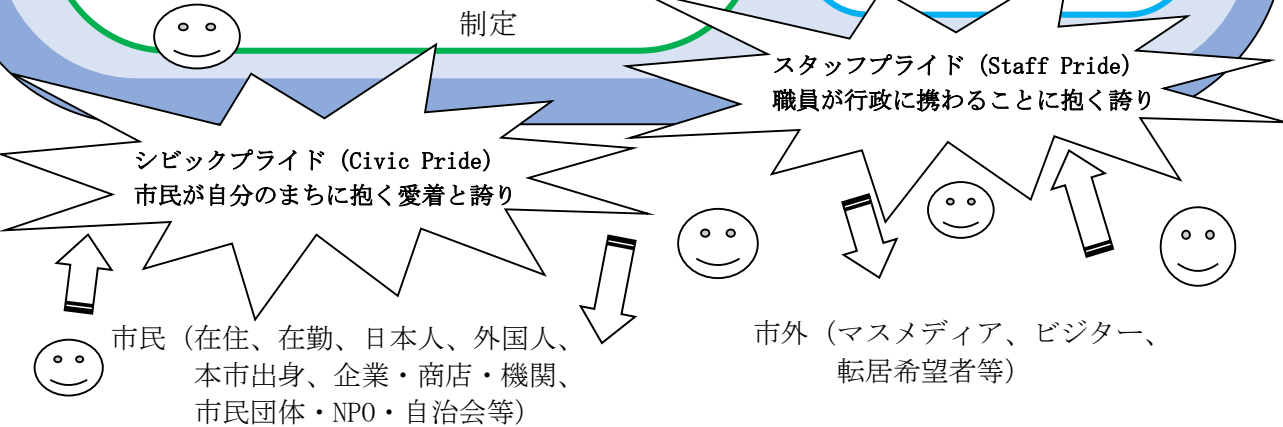 制定
スタッフプライド (Staff Pride)
職員が行政に携わることに抱く誇り
シビックプライド (Civic Pride)
市民が自分のまちに抱く愛着と誇り
市民（在住、在勤、日本人、外国人、
本市出身、企業・商店・機関、
市民団体・NPO・自治会等）
市外（マスメディア、ビジター、
転居希望者等）